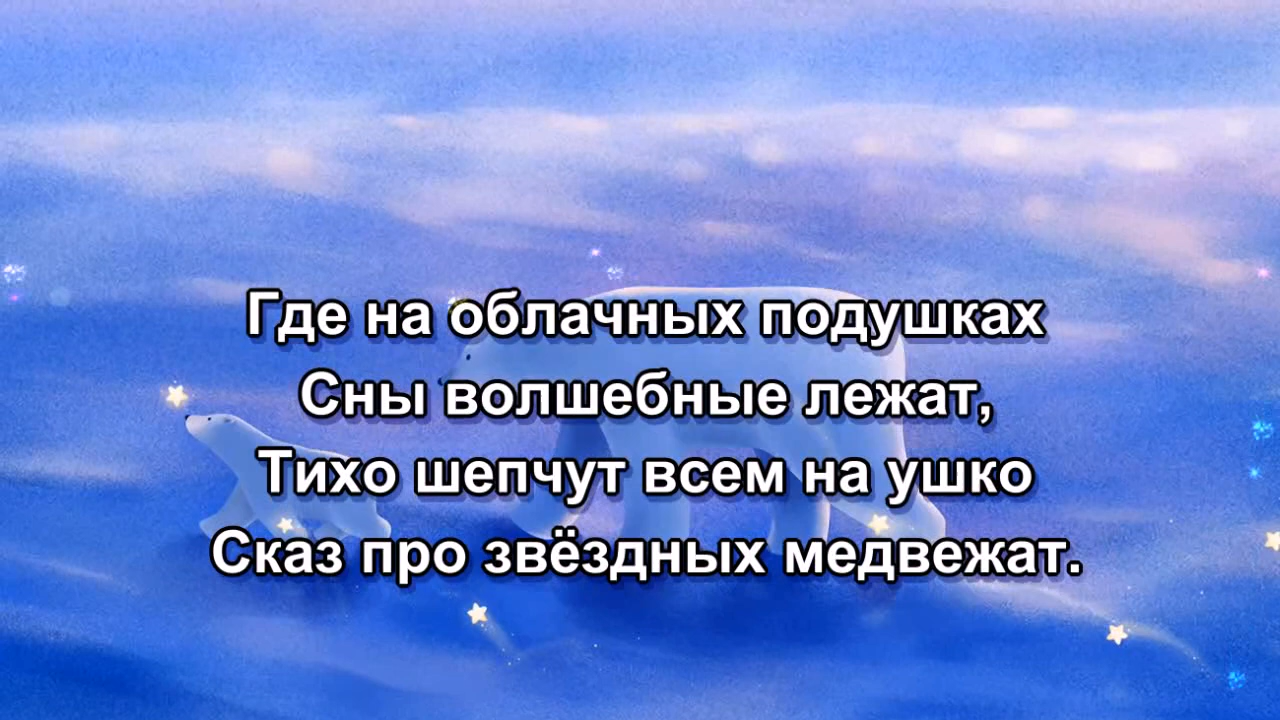 Где на облачных подушках
Сны волшебные лежат,
Тихо шепчут всем на ушко
Сказ про звёздных медвежат.